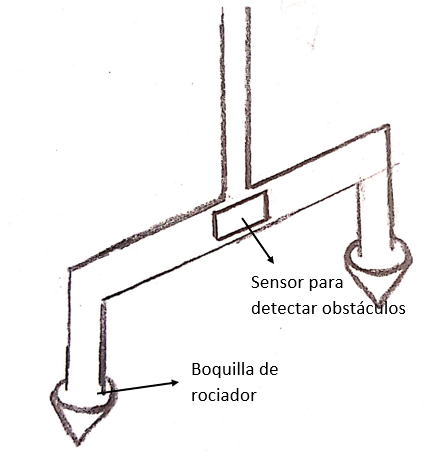 Sensor para
detectar obstáculos
Boquilla de
rociador